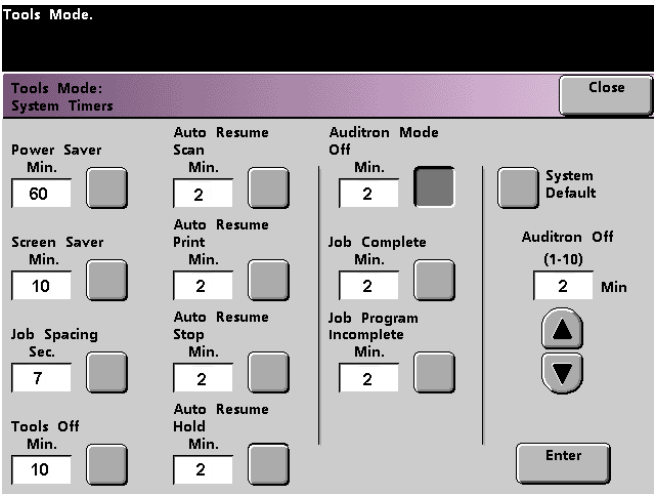 Tools Mode.
Tools Mode:
System Timers
Close
Power Saver
Min.
60
Screen Saver
Min.
10
Job Spacing
Sec.
7
Tools Off
Min.
10
Auto Resume
Scan
Min.
2
Auto Resume
Print
Min.
2
Auto Resume
Stop
Min.
2
Auto Resume
Hold
Min.
2
Auditron Mode
Off
Min.
2
Job Complete
Min.
2
Job Program
Incomplete
Min.
2
System
Default
Auditron Off
(1-10)
2 Min
Enter